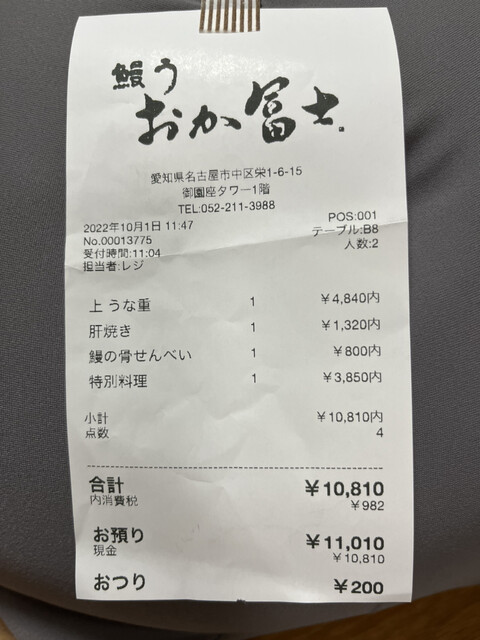 鰻う
おか冨士
愛知県名古屋市中区栄1-6-15
御園座タワー1階
TEL:052-211-3988
2022年10月1日 11:47 POS:001
No.00013775 テーブル:B8
受付時間:11:04 人数:2
担当者:レジ
上 うな重 1 ¥4,840内
肝焼き 1 ¥1,320内
鰻の骨せんべい 1 ¥800内
特別料理 1 ¥3,850内
小計 ¥10,810内
点数 4
合計 ¥10,810
内消費税 ¥982
お預り ¥11,010
現金 ¥10,810
おつり ¥200